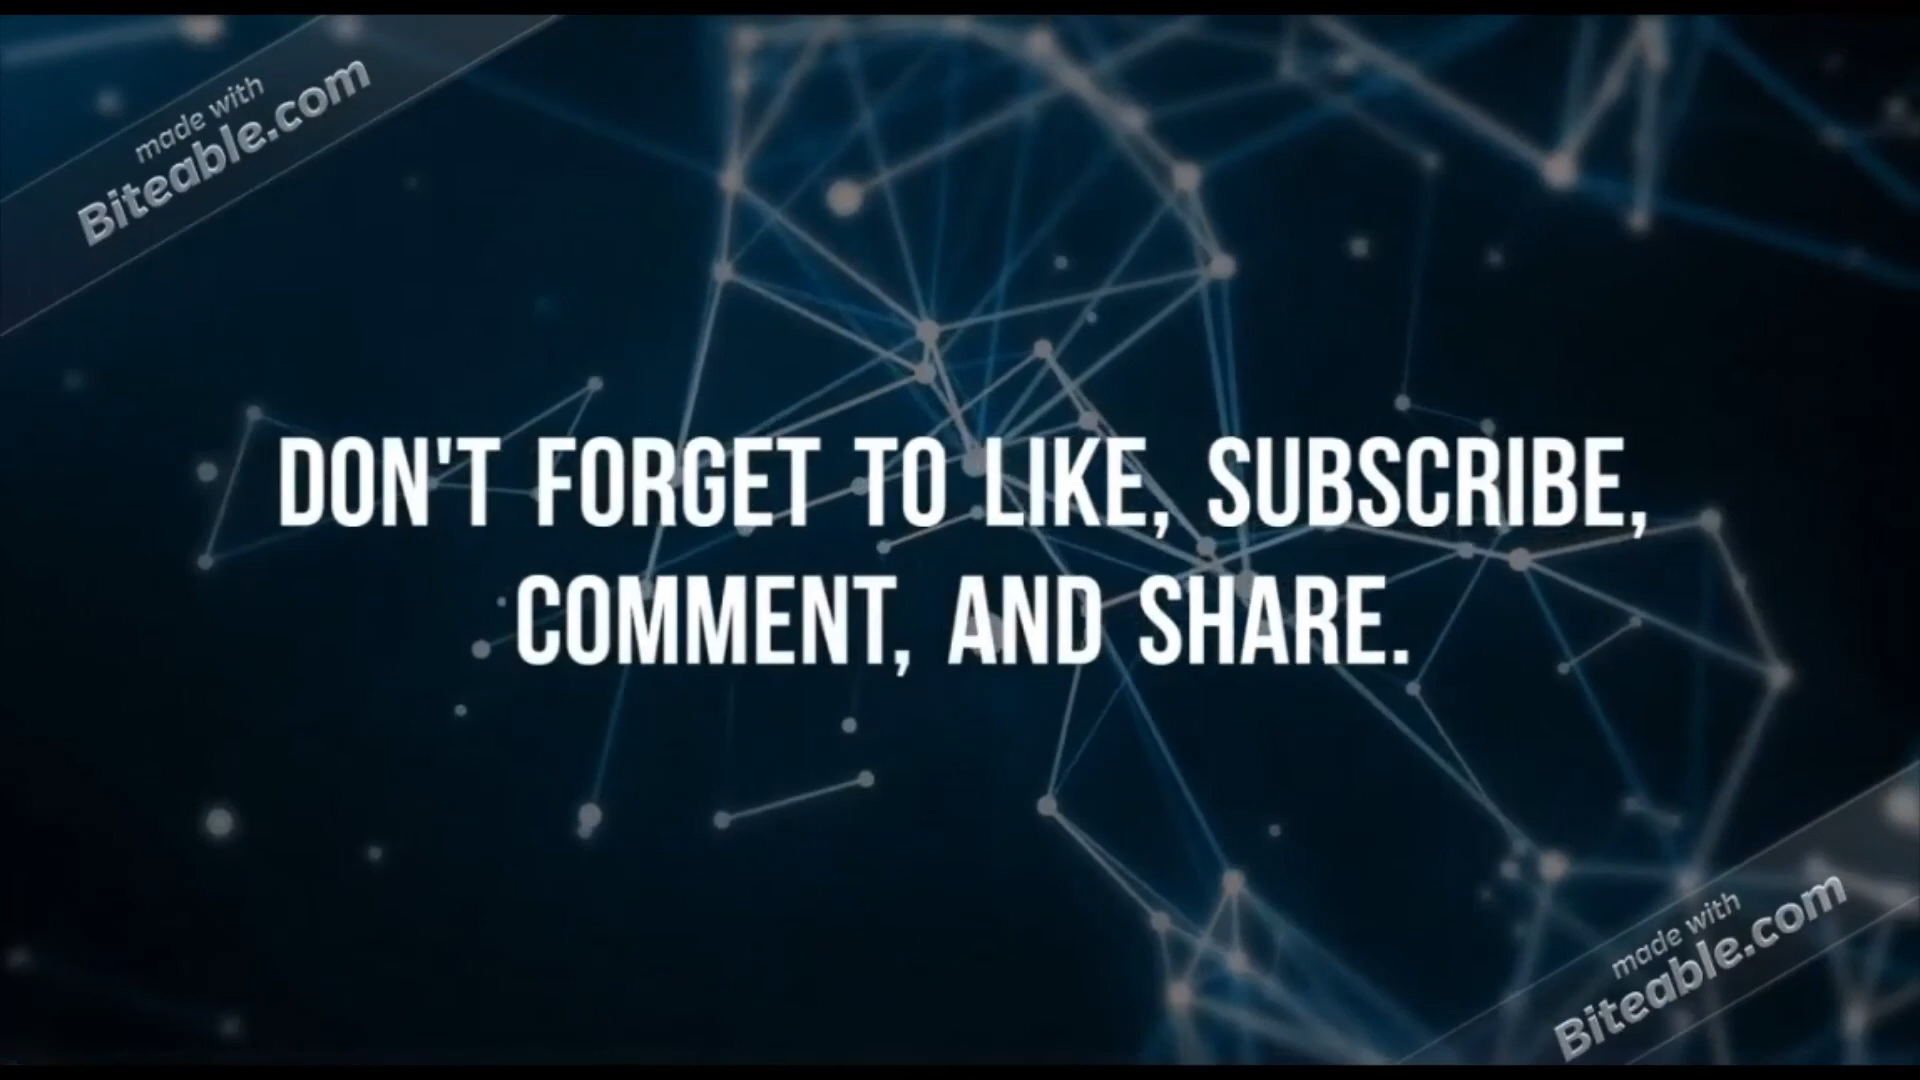 made with
Biteable.com
DON'T FORGET TO LIKE, SUBSCRIBE,
COMMENT, AND SHARE.
made with
Biteable.com